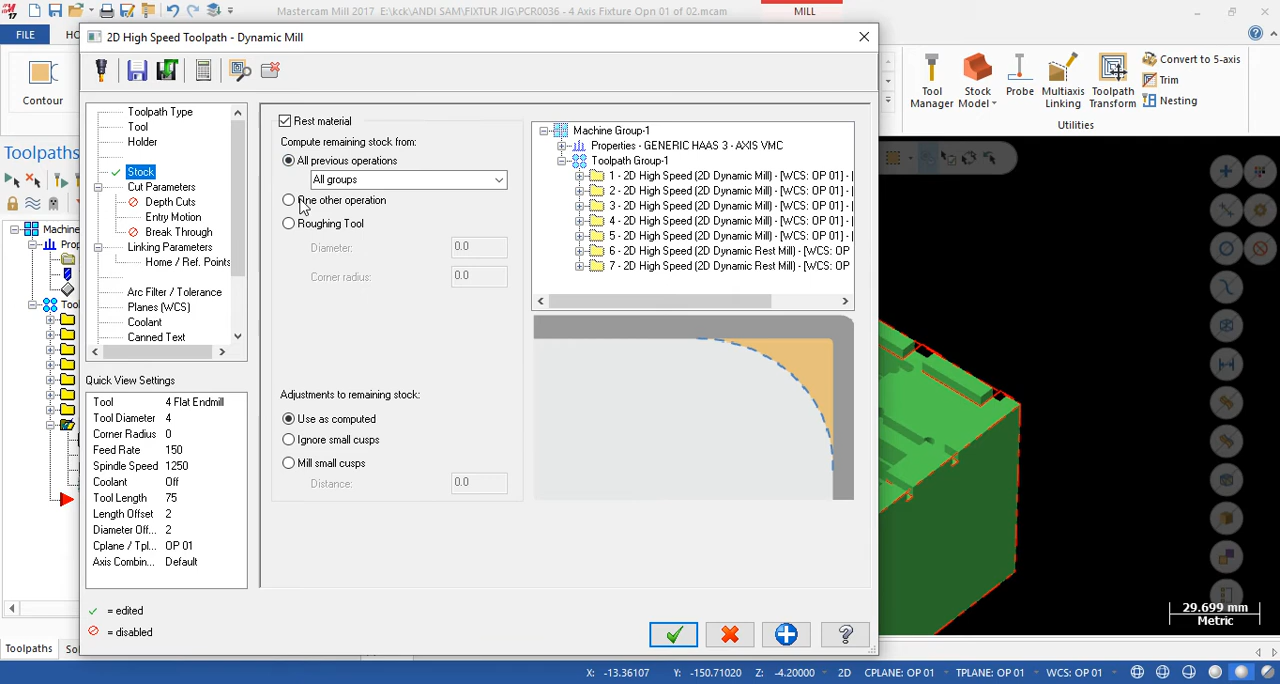 Mastercam Mill 2017 E:\kck\ANDI SAM\FIXTUR JIG\PCR0036 - 4 Axis Fixture Opn 01 of 02.mcam
MILL
FILE
HC
2D High Speed Toolpath - Dynamic Mill
Contour
Tool Manager
Stock Model
Probe
Multiaxis Linking
Toolpath Transform
Convert to 5-axis
Trim
Nesting
Utilities
Toolpaths
Machine
Prop
Tool
Toolpath Type
Tool
Holder
Stock
Cut Parameters
Depth Cuts
Entry Motion
Break Through
Linking Parameters
Home / Ref. Points
Arc Filter / Tolerance
Planes (WCS)
Coolant
Canned Text
Quick View Settings
Tool 4 Flat Endmill
Tool Diameter 4
Corner Radius 0
Feed Rate 150
Spindle Speed 1250
Coolant Off
Tool Length 75
Length Offset 2
Diameter Off... 2
Cplane / Tpl... OP 01
Axis Combin... Default
= edited
= disabled
Rest material
Compute remaining stock from:
All previous operations
All groups
One other operation
Roughing Tool
Diameter: 0.0
Corner radius: 0.0
Adjustments to remaining stock:
Use as computed
Ignore small cusps
Mill small cusps
Distance: 0.0
Machine Group-1
Properties - GENERIC HAAS 3 - AXIS VMC
Toolpath Group-1
1 - 2D High Speed (2D Dynamic Mill) - [WCS: OP 01] -
2 - 2D High Speed (2D Dynamic Mill) - [WCS: OP 01] -
3 - 2D High Speed (2D Dynamic Mill) - [WCS: OP 01] -
4 - 2D High Speed (2D Dynamic Mill) - [WCS: OP 01] -
5 - 2D High Speed (2D Dynamic Mill) - [WCS: OP 01] -
6 - 2D High Speed (2D Dynamic Rest Mill) - [WCS: OP
7 - 2D High Speed (2D Dynamic Rest Mill) - [WCS: OP
29.699 mm
Metric
Toolpaths
So
X: -13.36107 Y: -150.71020 Z: -4.20000 2D CPLANE: OP 01 TPLANE: OP 01 WCS: OP 01